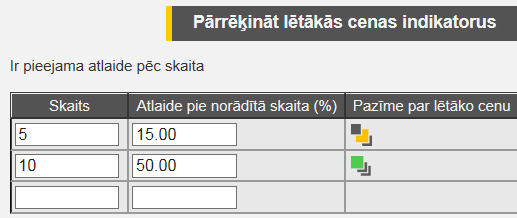 Pārrēķināt lētākās cenas indikatorus
Ir pieejama atlaide pēc skaita
Skaits Atlaide pie norādītā skaita (%) Pazīme par lētāko cenu
5 15.00
10 50.00